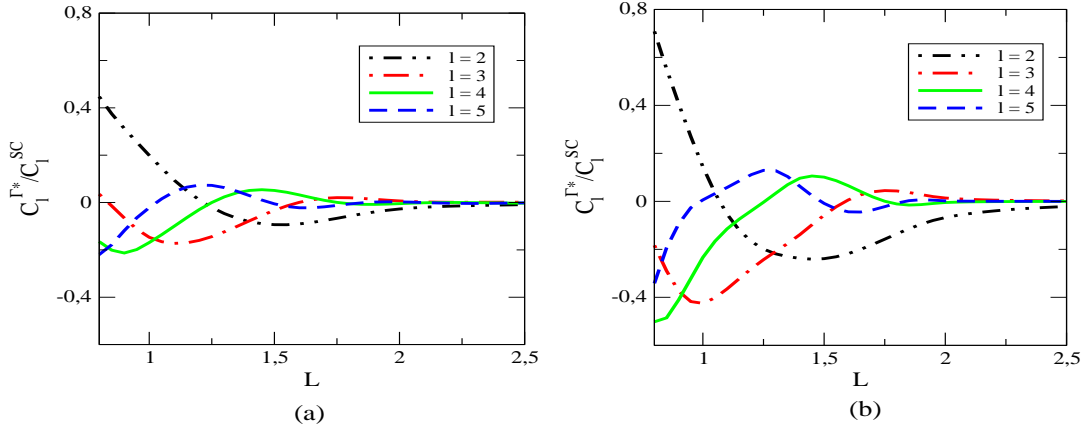 C_l^Γ*/C_l^SC
0,8
0,4
0
-0,4
l = 2
l = 3
l = 4
l = 5
1
1,5
2
2,5
L
(a)
C_l^Γ*/C_l^SC
0,8
0,4
0
-0,4
l = 2
l = 3
l = 4
l = 5
1
1,5
2
2,5
L
(b)